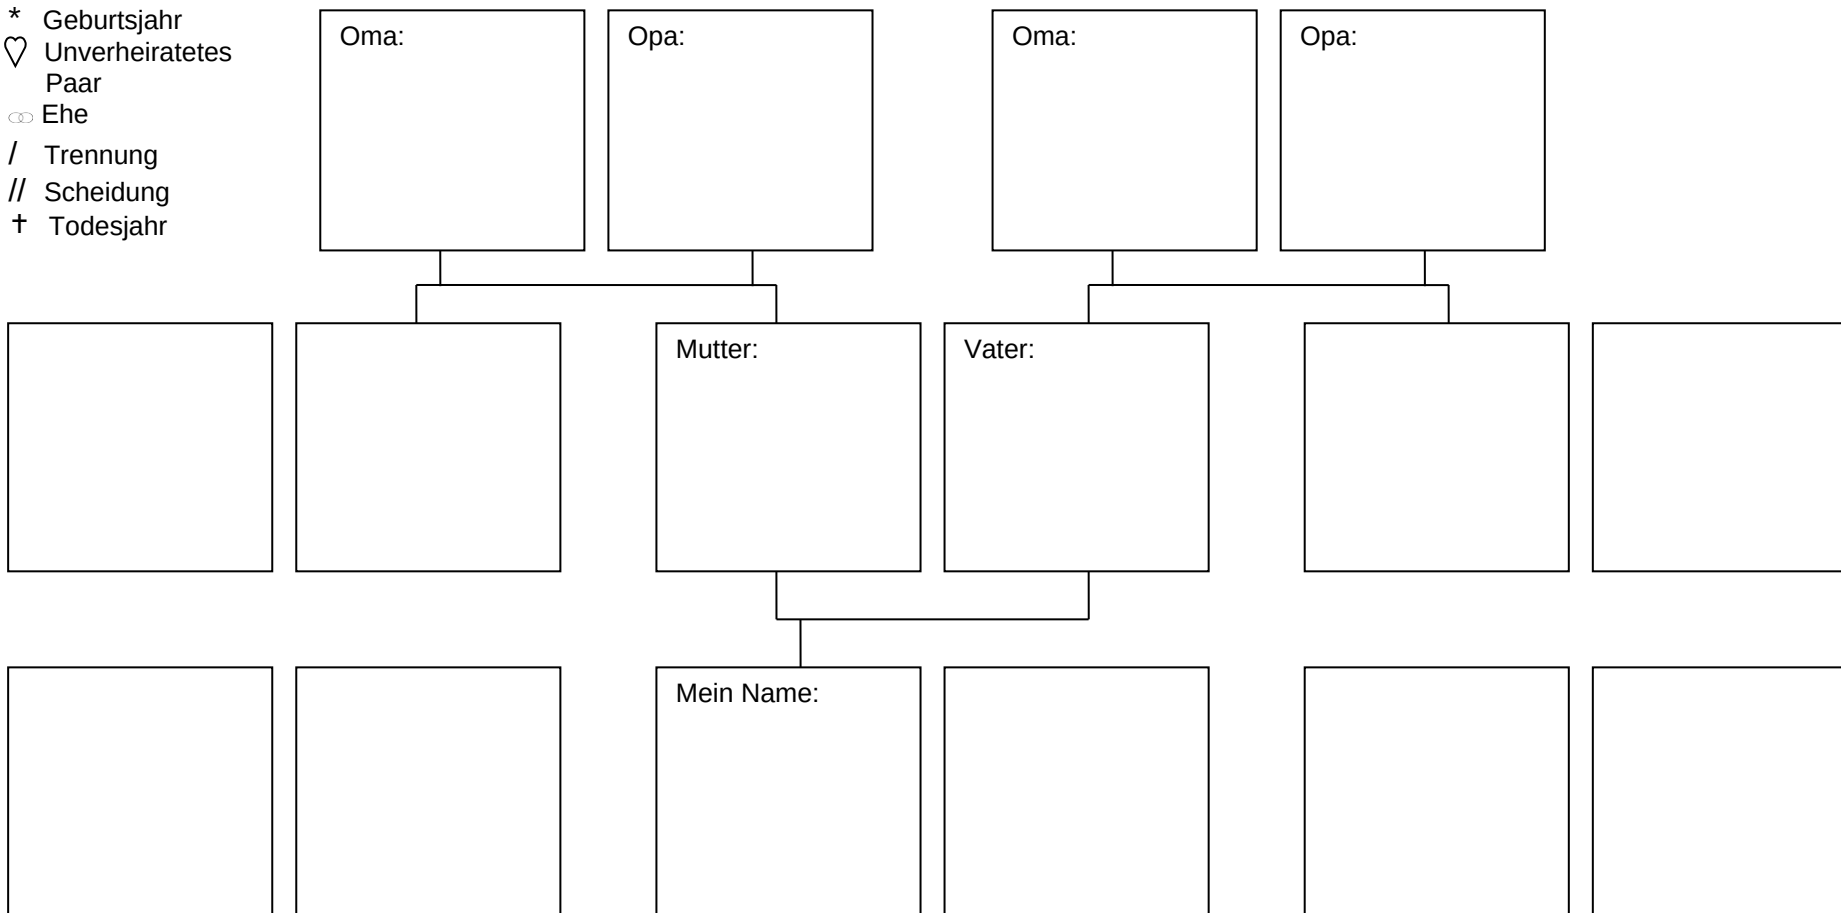 * Geburtsjahr
♡ Unverheiratetes
Paar
⚭ Ehe
/ Trennung
// Scheidung
✝ Todesjahr
Oma:
Opa:
Oma:
Opa:
Mutter:
Vater:
Mein Name: